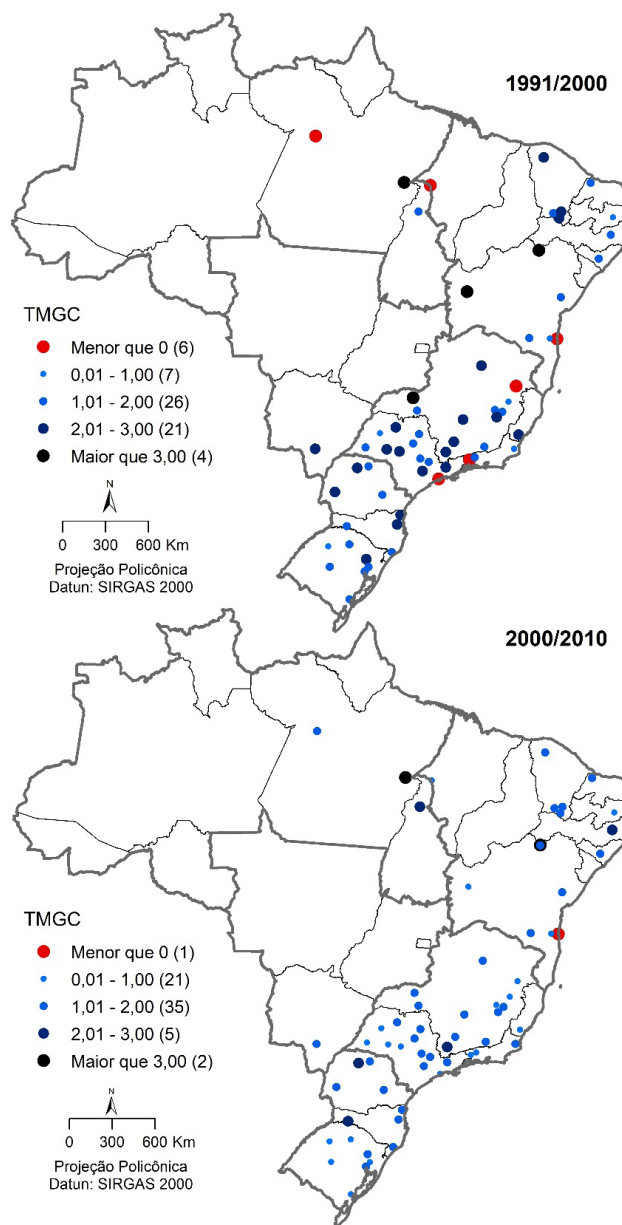 1991/2000
TMGC
Menor que 0 (6)
0,01 - 1,00 (7)
1,01 - 2,00 (26)
2,01 - 3,00 (21)
Maior que 3,00 (4)
N
0 300 600 Km
Projeção Policônica
Datun: SIRGAS 2000
2000/2010
TMGC
Menor que 0 (1)
0,01 - 1,00 (21)
1,01 - 2,00 (35)
2,01 - 3,00 (5)
Maior que 3,00 (2)
N
0 300 600 Km
Projeção Policônica
Datun: SIRGAS 2000